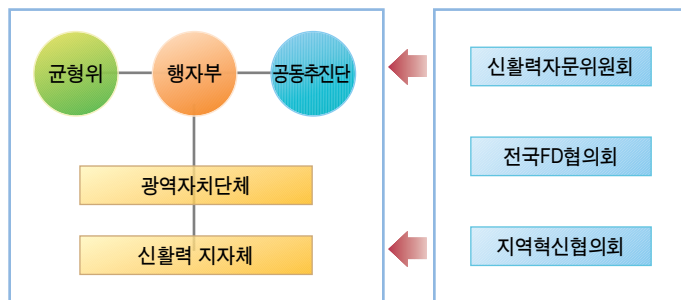 균형위
행자부
공동추진단
광역자치단체
신활력 지자체
신활력자문위원회
전국FD협의회
지역혁신협의회